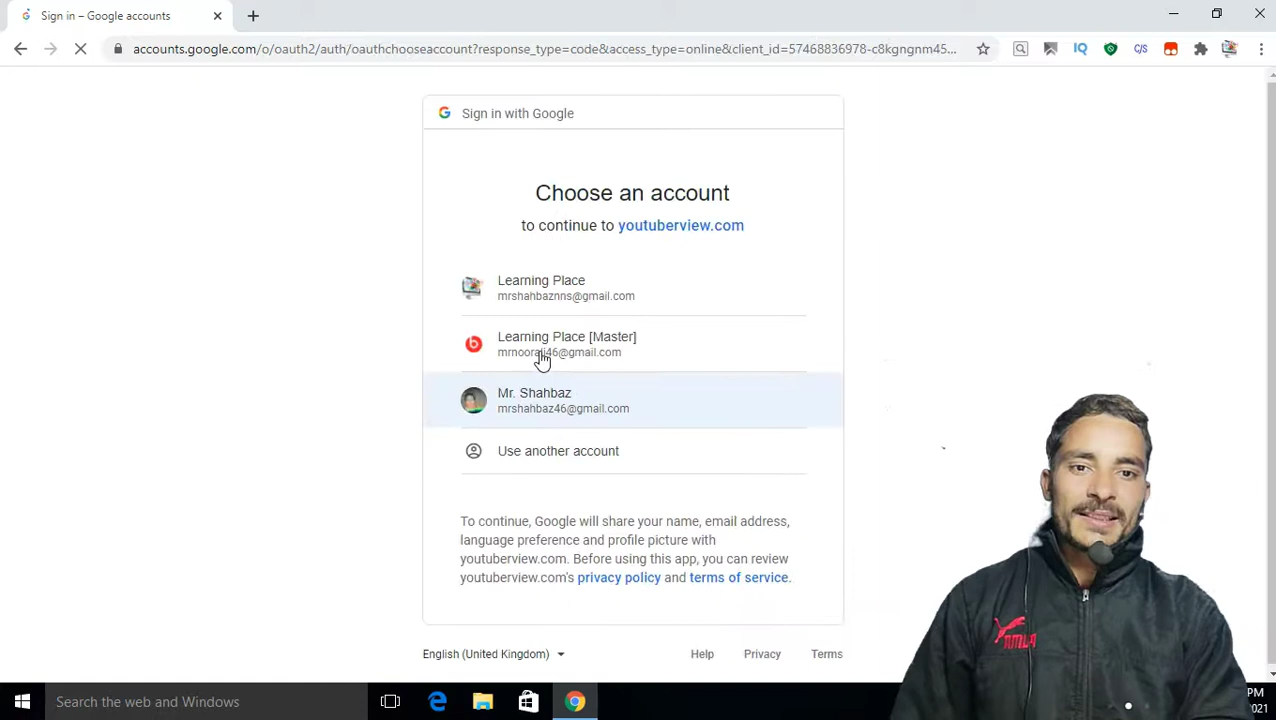 Sign in – Google accounts
accounts.google.com/o/oauth2/auth/oauthchooseaccount?response_type=code&access_type=online&client_id=57468836978-c8kgngnm45...
Sign in with Google
Choose an account
to continue to youtuberview.com
Learning Place
mrshahbaznns@gmail.com
Learning Place [Master]
mrnoorali46@gmail.com
Mr. Shahbaz
mrshahbaz46@gmail.com
Use another account
To continue, Google will share your name, email address,
language preference and profile picture with
youtuberview.com. Before using this app, you can review
youtuberview.com's privacy policy and terms of service.
English (United Kingdom)
Help Privacy Terms
Search the web and Windows
PM
2021